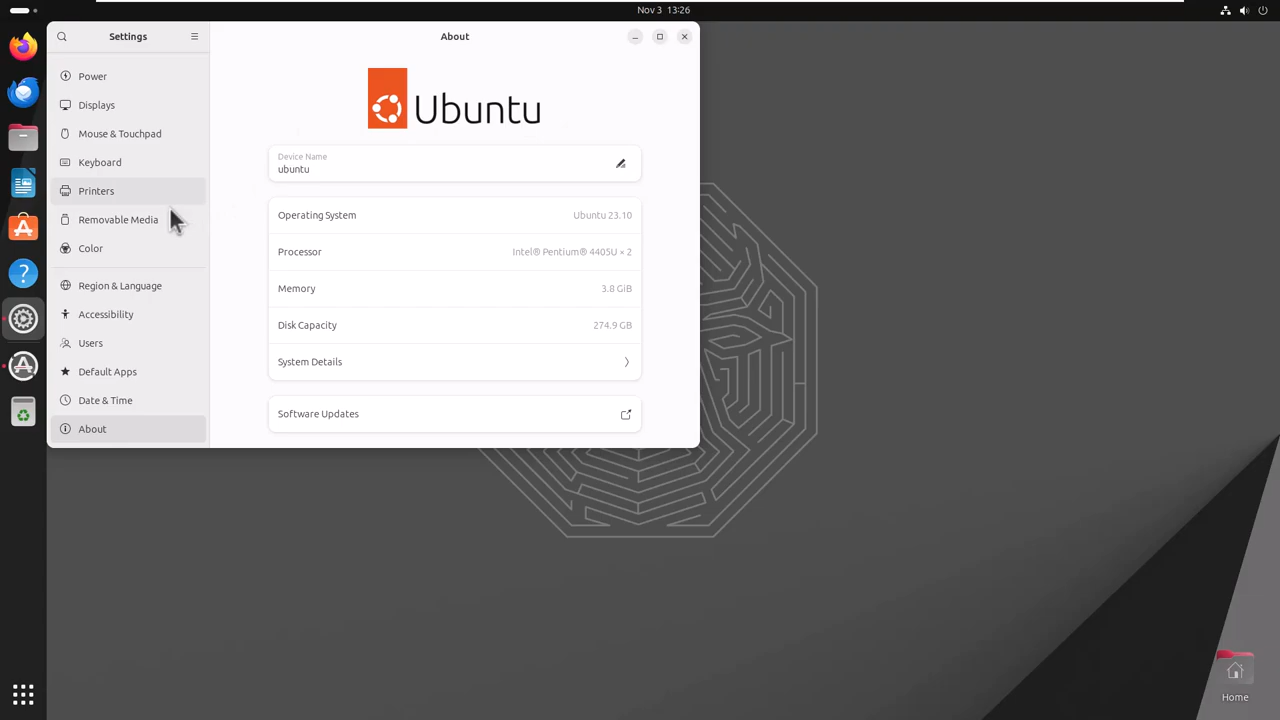 Nov 3 13:26
Settings
About
Power
Displays
Mouse & Touchpad
Keyboard
Printers
Removable Media
Color
Region & Language
Accessibility
Users
Default Apps
Date & Time
About
Ubuntu
Device Name
ubuntu
Operating System Ubuntu 23.10
Processor Intel® Pentium® 4405U × 2
Memory 3.8 GiB
Disk Capacity 274.9 GB
System Details
Software Updates
Home